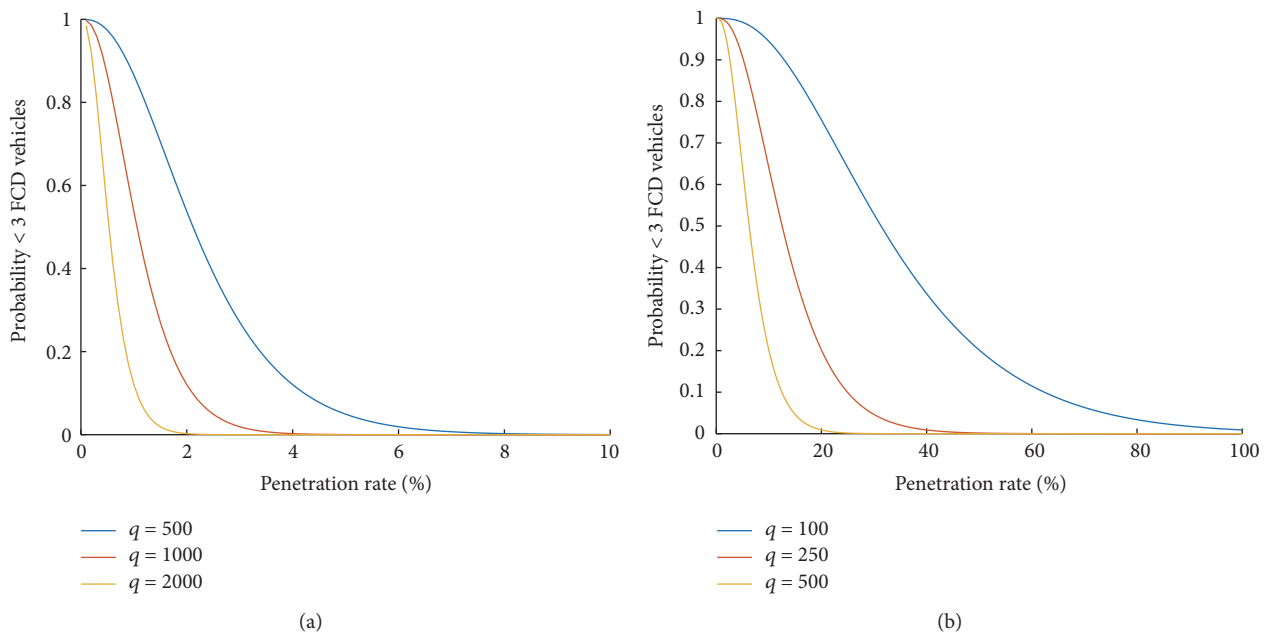 Probability < 3 FCD vehicles
1
0.8
0.6
0.4
0.2
0
0 2 4 6 8 10
Penetration rate (%)
q = 500
q = 1000
q = 2000
(a)
Probability < 3 FCD vehicles
1
0.9
0.8
0.7
0.6
0.5
0.4
0.3
0.2
0.1
0
0 20 40 60 80 100
Penetration rate (%)
q = 100
q = 250
q = 500
(b)